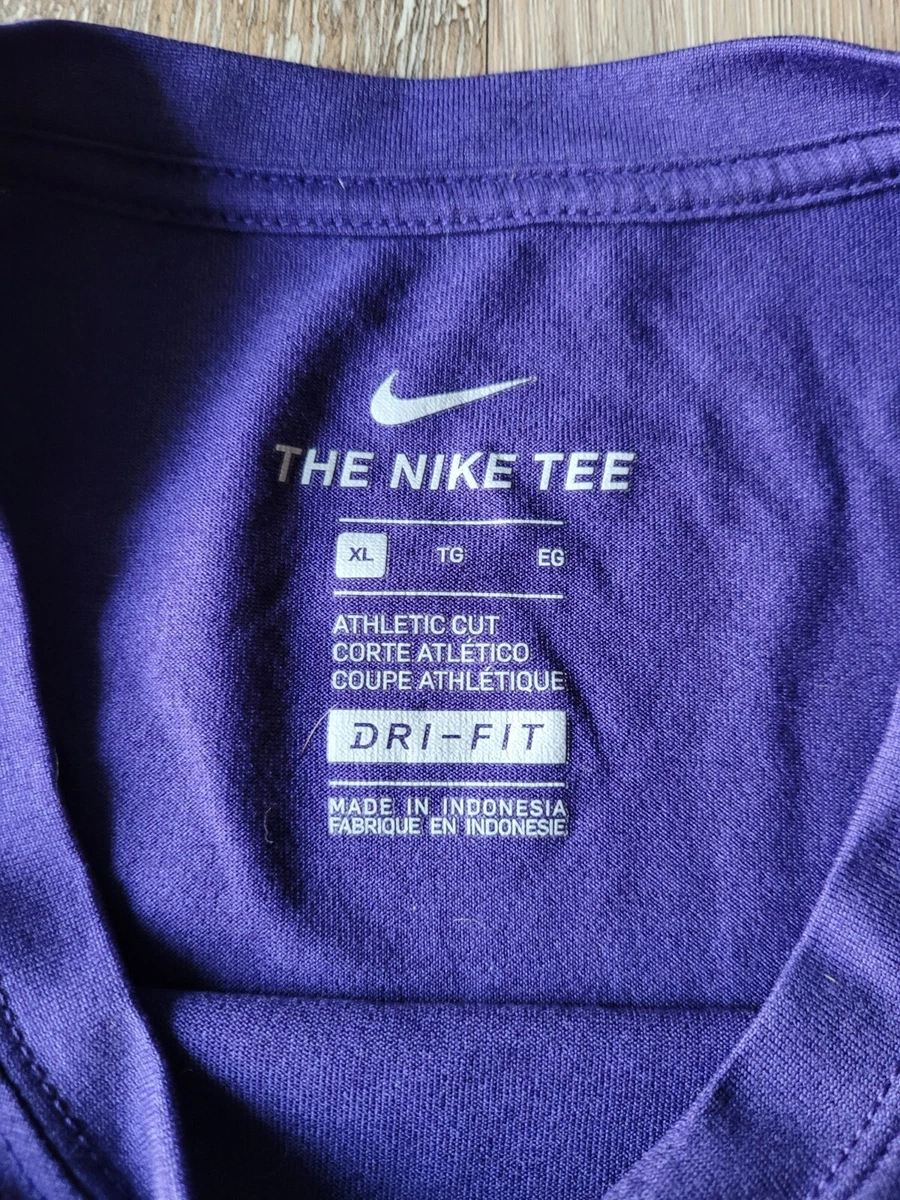 THE NIKE TEE
XL TG EG
ATHLETIC CUT
CORTE ATLÉTICO
COUPE ATHLÉTIQUE
DRI-FIT
MADE IN INDONESIA
FABRIQUE EN INDONESIE